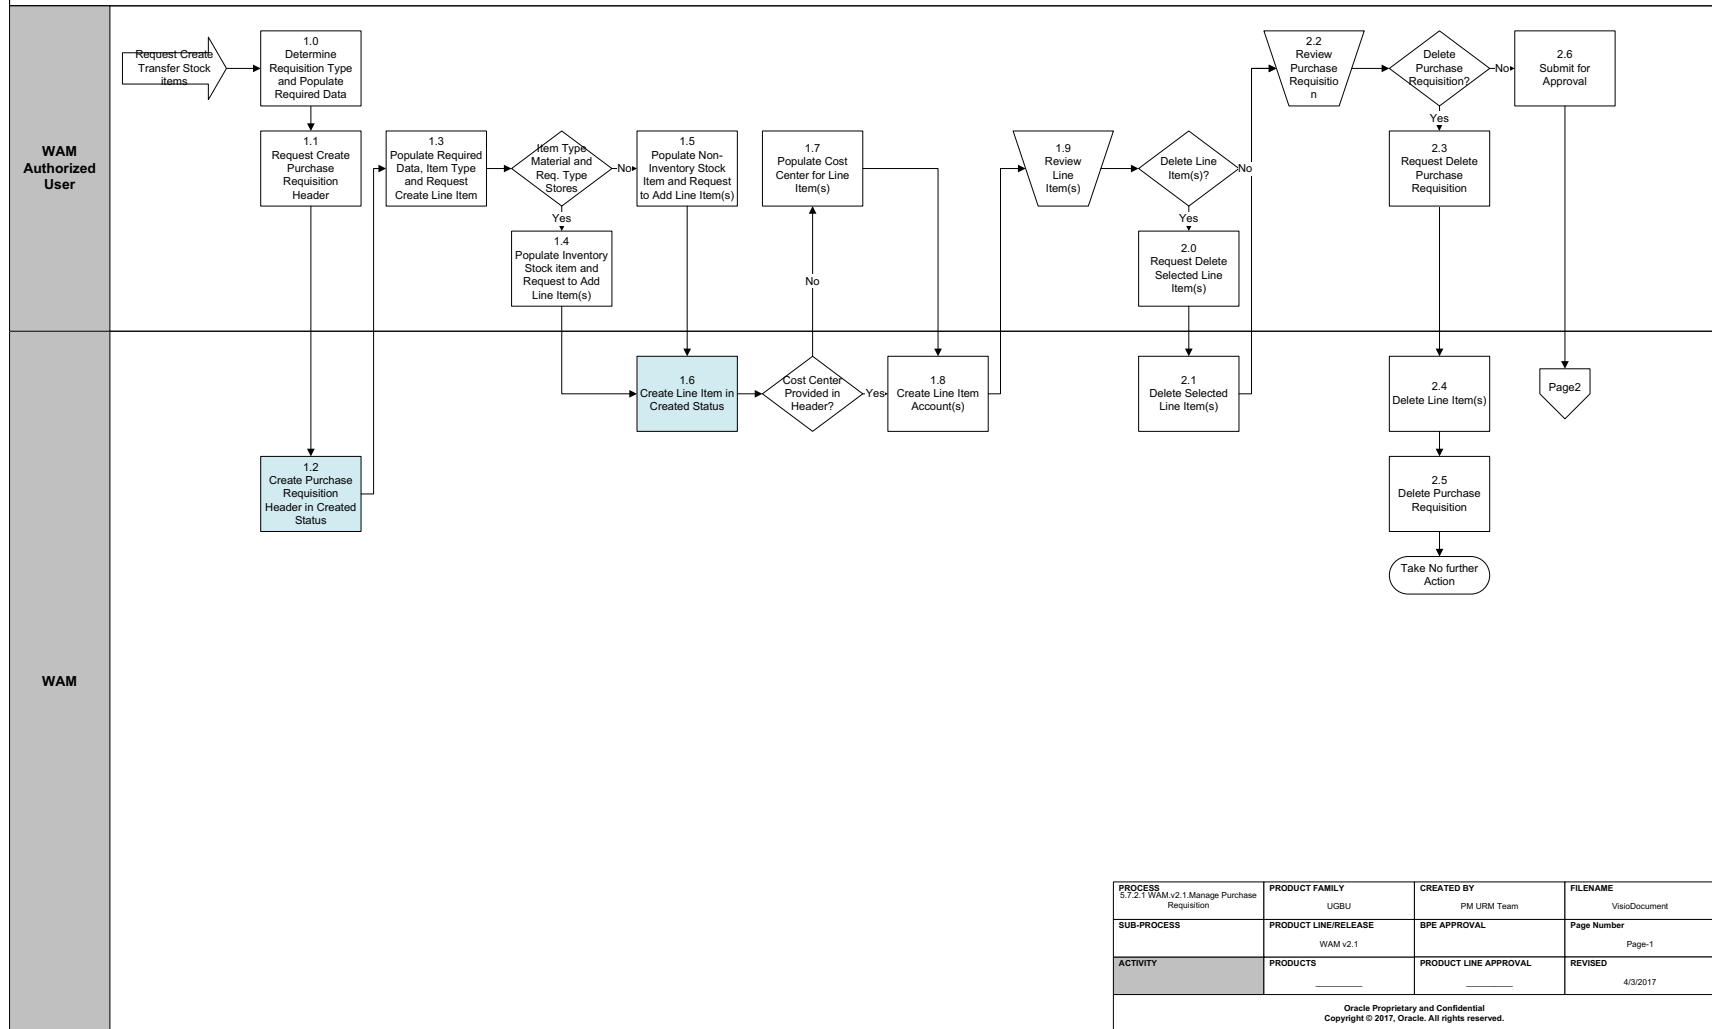 WAM
Authorized
User
Request Create
Transfer Stock
items
1.0
Determine
Requisition Type
and Populate
Required Data
1.1
Request Create
Purchase
Requisition
Header
1.3
Populate Required
Data, Item Type
and Request
Create Line Item
Item Type
Material and
Req. Type
Stores
No
Yes
1.5
Populate Non-
Inventory Stock
Item and Request
to Add Line Item(s)
1.4
Populate Inventory
Stock item and
Request to Add
Line Item(s)
1.7
Populate Cost
Center for Line
Item(s)
No
1.9
Review
Line
Item(s)
Delete Line
Item(s)?
No
Yes
2.0
Request Delete
Selected Line
Item(s)
2.2
Review
Purchase
Requisitio
n
Delete
Purchase
Requisition?
No
Yes
2.6
Submit for
Approval
2.3
Request Delete
Purchase
Requisition
WAM
1.2
Create Purchase
Requisition
Header in Created
Status
1.6
Create Line Item in
Created Status
Cost Center
Provided in
Header?
Yes
1.8
Create Line Item
Account(s)
2.1
Delete Selected
Line Item(s)
2.4
Delete Line Item(s)
Page2
2.5
Delete Purchase
Requisition
Take No further
Action
PROCESS
5.7.2.1 WAM.v2.1.Manage Purchase
Requisition
PRODUCT FAMILY
UGBU
CREATED BY
PM URM Team
FILENAME
VisioDocument
SUB-PROCESS
PRODUCT LINE/RELEASE
WAM v2.1
BPE APPROVAL
Page Number
Page-1
ACTIVITY
PRODUCTS
PRODUCT LINE APPROVAL
REVISED
4/3/2017
Oracle Proprietary and Confidential
Copyright © 2017, Oracle. All rights reserved.